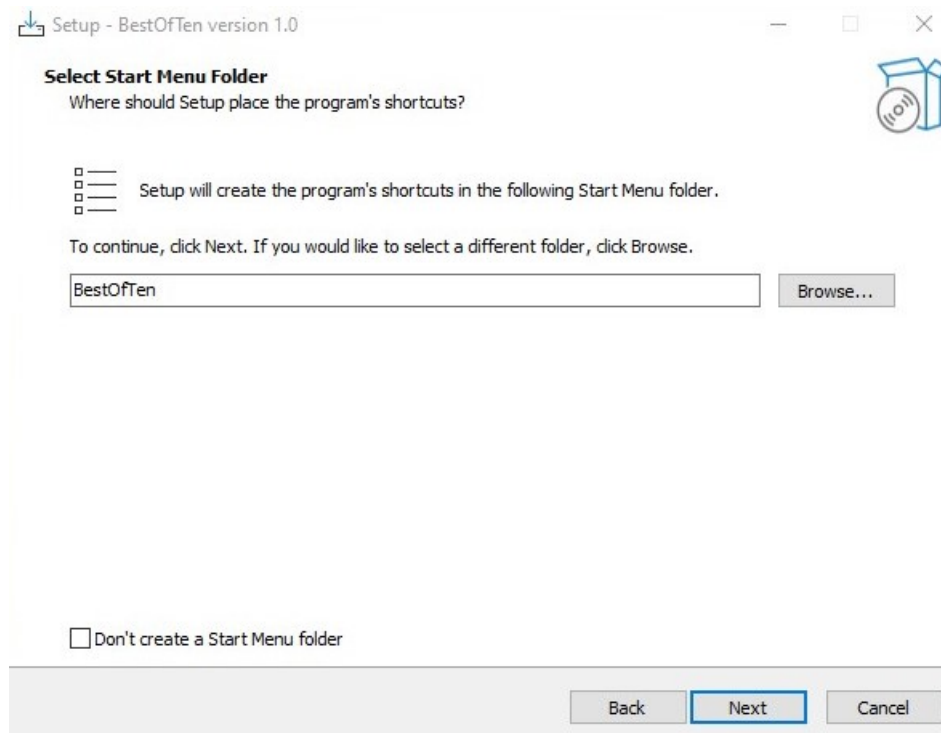 Setup - BestOfTen version 1.0
Select Start Menu Folder
Where should Setup place the program's shortcuts?
Setup will create the program's shortcuts in the following Start Menu folder.
To continue, click Next. If you would like to select a different folder, click Browse.
BestOfTen
Browse...
Don't create a Start Menu folder
Back
Next
Cancel